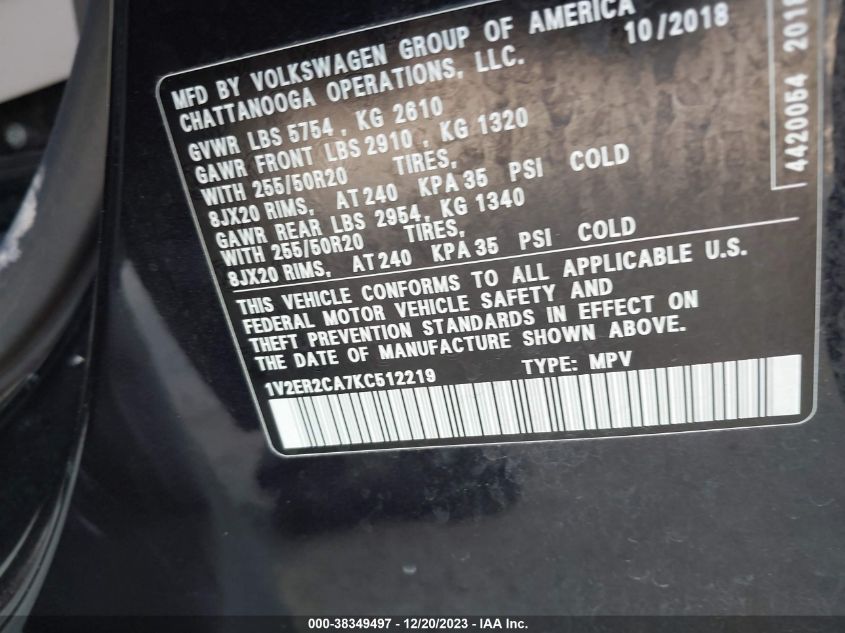 MFD BY VOLKSWAGEN GROUP OF AMERICA
CHATTANOOGA OPERATIONS, LLC.
10/2018
GVWR LBS 5754 , KG 2610
GAWR FRONT LBS 2910 , KG 1320
WITH 255/50R20 TIRES,
8JX20 RIMS, AT 240 KPA 35 PSI COLD
GAWR REAR LBS 2954, KG 1340
WITH 255/50R20 TIRES,
8JX20 RIMS, AT 240 KPA 35 PSI COLD
THIS VEHICLE CONFORMS TO ALL APPLICABLE U.S.
FEDERAL MOTOR VEHICLE SAFETY AND
THEFT PREVENTION STANDARDS IN EFFECT ON
THE DATE OF MANUFACTURE SHOWN ABOVE.
1V2ER2CA7KC512219 TYPE: MPV
4420054 2018
000-38349497 - 12/20/2023 - IAA Inc.